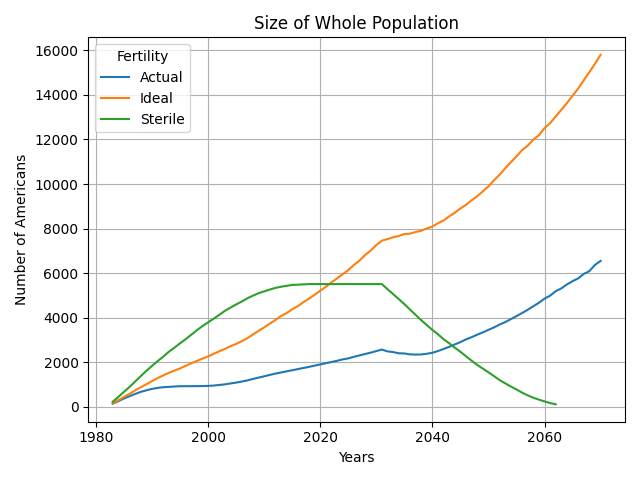 Size of Whole Population
Fertility
Actual
Ideal
Sterile
Number of Americans
16000
14000
12000
10000
8000
6000
4000
2000
0
1980
2000
2020
2040
2060
Years